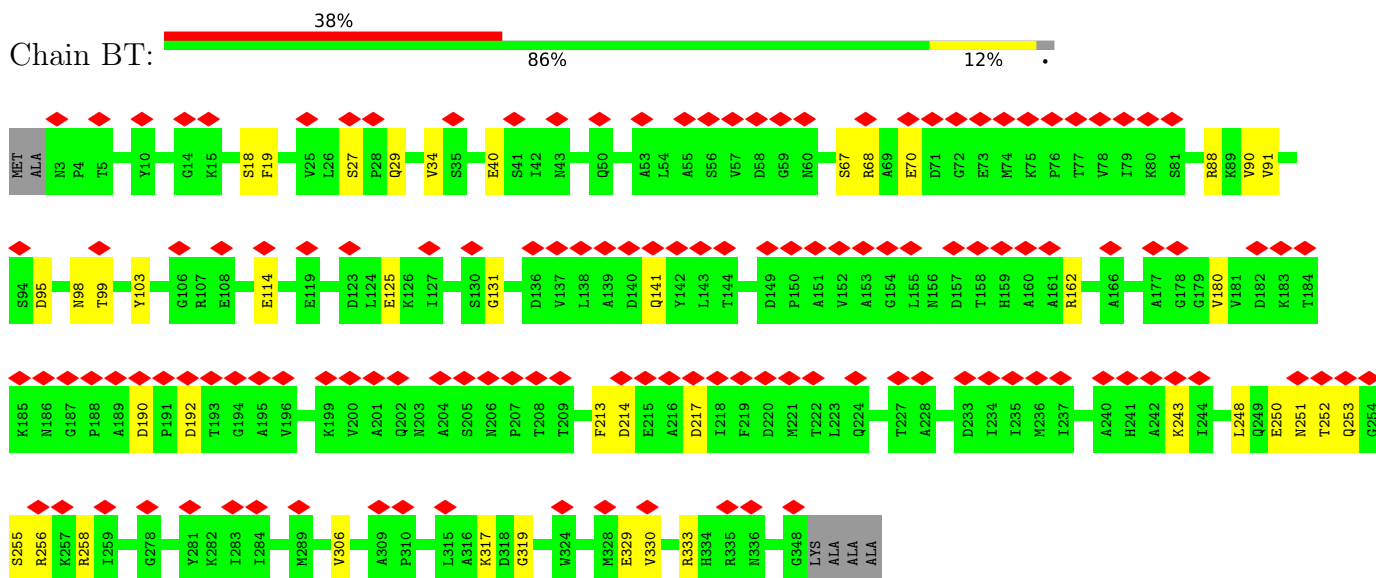 38%
Chain BT:
86% 12% .
MET ALA N3 P4 T5 Y10 G14 K15 S18 F19 V25 L26 S27 P28 Q29 V34 S35 E40 S41 I42 N43 Q50 A53 L54 A55 S56 V57 D58 G59 N60 S67 R68 A69 E70 D71 G72 E73 M74 K75 P76 T77 V78 I79 K80 S81 R88 K89 V90 V91
S94 D95 N98 T99 Y103 G106 R107 E108 E114 E119 D123 L124 E125 K126 I127 S130 G131 D136 V137 L138 A139 D140 Q141 Y142 L143 T144 D149 P150 A151 V152 A153 G154 L155 N156 D157 T158 H159 A160 A161 R162 A166 A177 G178 G179 V180 V181 D182 K183 T184
K185 N186 G187 P188 A189 D190 P191 D192 T193 G194 A195 V196 K199 V200 A201 Q202 N203 A204 S205 N206 P207 T208 T209 F213 D214 E215 A216 D217 I218 F219 D220 M221 T222 L223 Q224 T227 A228 D233 I234 I235 M236 I237 A240 H241 A242 K243 I244 L248 Q249 E250 N251 T252 Q253 G254
S255 R256 K257 R258 I259 G278 Y281 K282 I283 I284 M289 V306 A309 P310 L315 A316 K317 D318 G319 W324 M328 E329 V330 R333 H334 R335 N336 G348 LYS ALA ALA ALA